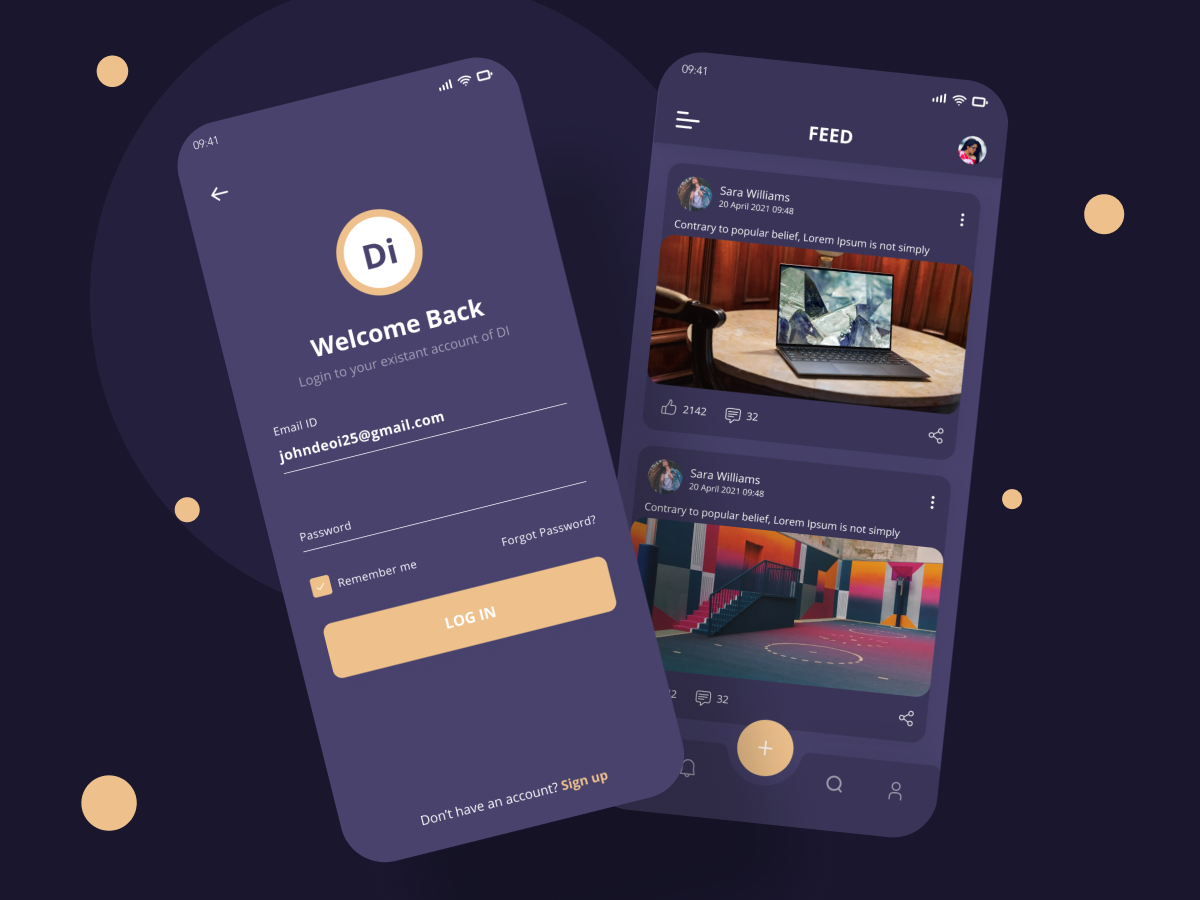 09:41
Di
Welcome Back
Login to your existant account of DI
Email ID
johndeoi25@gmail.com
Password
Forgot Password?
Remember me
LOG IN
Don't have an account? Sign up
09:41
FEED
Sara Williams
20 April 2021 09:48
Contrary to popular belief, Lorem Ipsum is not simply
2142 32
Sara Williams
20 April 2021 09:48
Contrary to popular belief, Lorem Ipsum is not simply
2 32